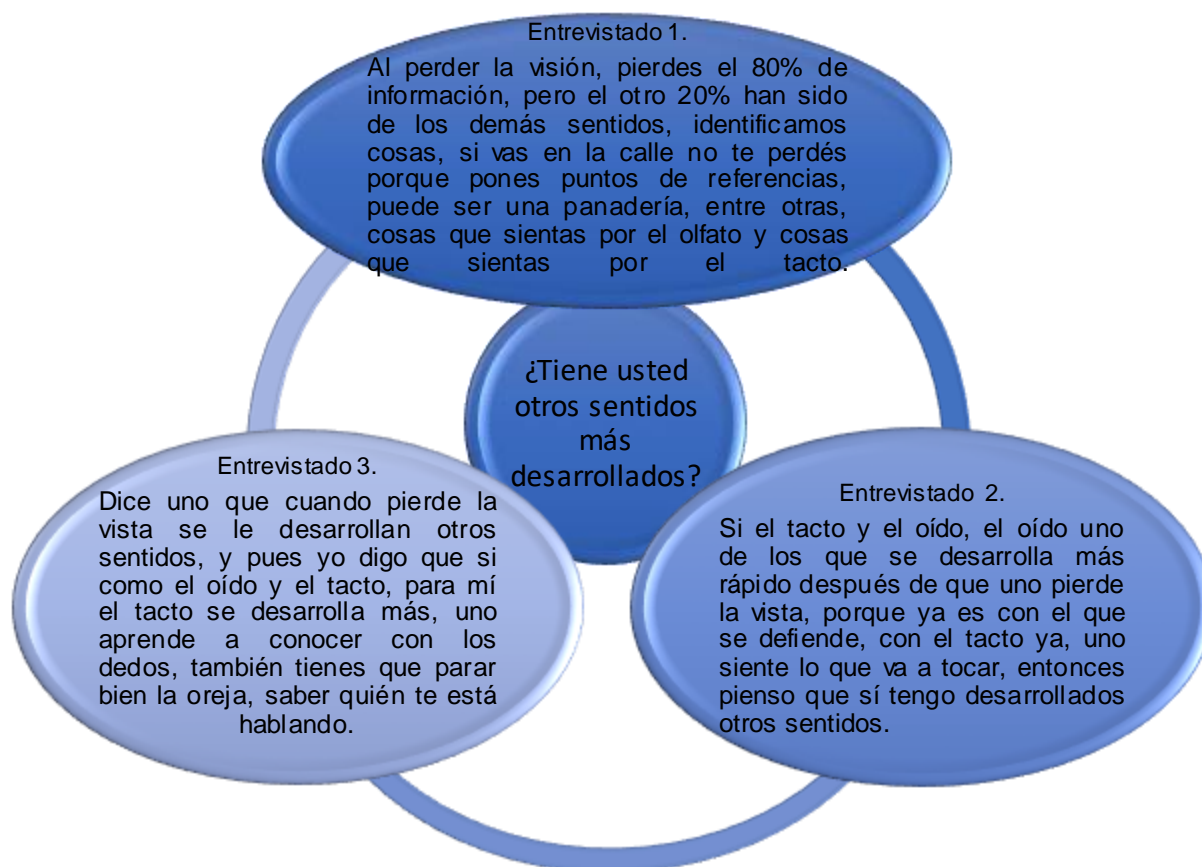 Entrevistado 1.
Al perder la visión, pierdes el 80% de
información, pero el otro 20% han sido
de los demás sentidos, identificamos
cosas, si vas en la calle no te perdés
porque pones puntos de referencias,
puede ser una panadería, entre otras,
cosas que sientas por el olfato y cosas
que sientas por el tacto.
¿Tiene usted
otros sentidos
más
desarrollados?
Entrevistado 3.
Dice uno que cuando pierde la
vista se le desarrollan otros
sentidos, y pues yo digo que si
como el oído y el tacto, para mí
el tacto se desarrolla más, uno
aprende a conocer con los
dedos, también tienes que parar
bien la oreja, saber quién te está
hablando.
Entrevistado 2.
Si el tacto y el oído, el oído uno
de los que se desarrolla más
rápido después de que uno pierde
la vista, porque ya es con el que
se defiende, con el tacto ya, uno
siente lo que va a tocar, entonces
pienso que sí tengo desarrollados
otros sentidos.